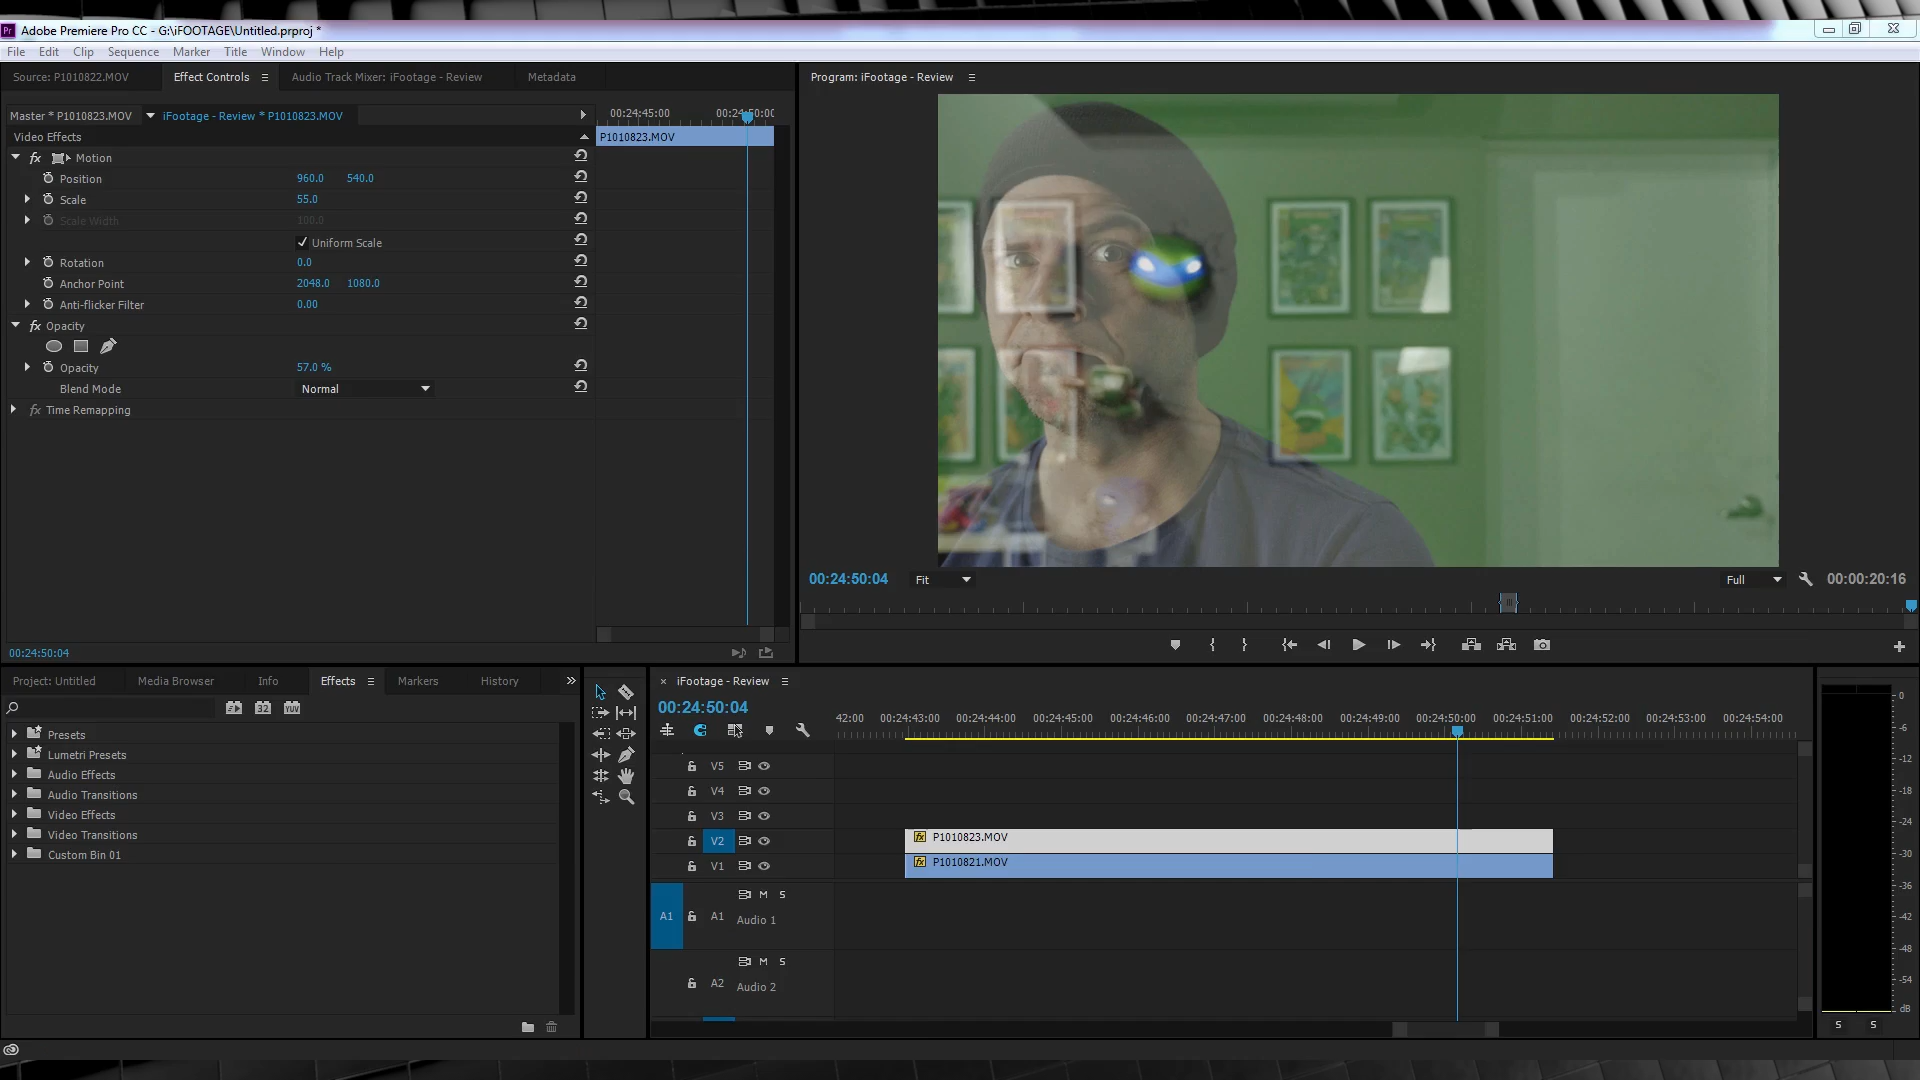 Pr Adobe Premiere Pro CC - G:\iFOOTAGE\Untitled.prproj *
File Edit Clip Sequence Marker Title Window Help
Source: P1010822.MOV Effect Controls Audio Track Mixer: iFootage - Review Metadata
Program: iFootage - Review
Master * P1010823.MOV iFootage - Review * P1010823.MOV
00:24:45:00 00:24:50:00
Video Effects
P1010823.MOV
fx Motion
Position 960.0 540.0
Scale 55.0
Scale Width 100.0
Uniform Scale
Rotation 0.0
Anchor Point 2048.0 1080.0
Anti-flicker Filter 0.00
fx Opacity
Opacity 57.0 %
Blend Mode Normal
fx Time Remapping
00:24:50:04
00:24:50:04 Fit Full 00:00:20:16
Project: Untitled Media Browser Info Effects Markers History
32 YUV
Presets
Lumetri Presets
Audio Effects
Audio Transitions
Video Effects
Video Transitions
Custom Bin 01
× iFootage - Review
00:24:50:04
42:00 00:24:43:00 00:24:44:00 00:24:45:00 00:24:46:00 00:24:47:00 00:24:48:00 00:24:49:00 00:24:50:00 00:24:51:00 00:24:52:00 00:24:53:00 00:24:54:00
V5
V4
V3
V2 fx P1010823.MOV
V1 fx P1010821.MOV
M S
A1 A1 Audio 1
M S
A2 Audio 2
0
-6
-12
-18
-24
-30
-36
-42
-48
-54
dB
S S